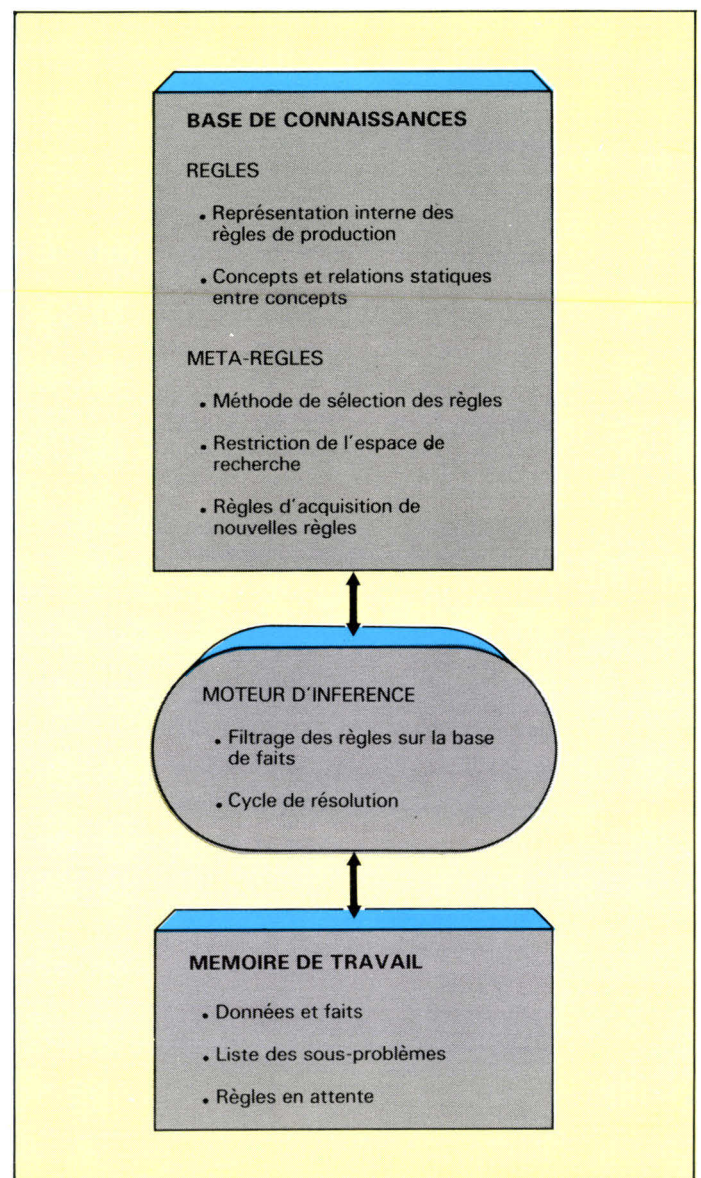 BASE DE CONNAISSANCES
REGLES
• Représentation interne des
règles de production
• Concepts et relations statiques
entre concepts
META-REGLES
• Méthode de sélection des règles
• Restriction de l'espace de
recherche
• Règles d'acquisition de
nouvelles règles
MOTEUR D'INFERENCE
• Filtrage des règles sur la base
de faits
• Cycle de résolution
MEMOIRE DE TRAVAIL
• Données et faits
• Liste des sous-problèmes
• Règles en attente